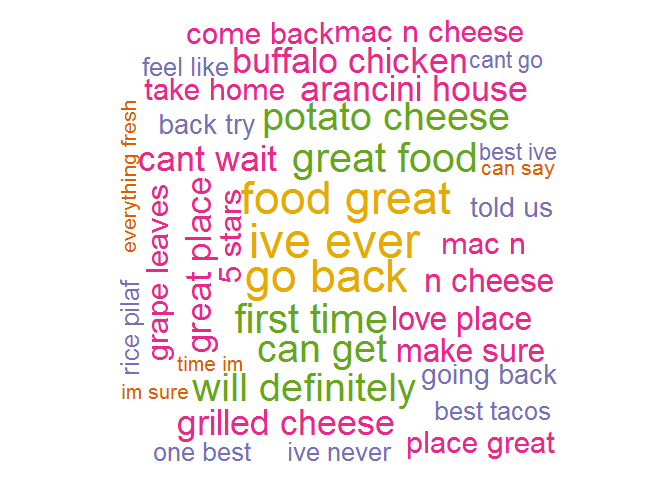 come back
mac n cheese
feel like
buffalo chicken
cant go
take home
arancini house
back try
potato cheese
everything fresh
cant wait
great food
best ive
can say
grape leaves
great place
5 stars
food great
told us
ive ever
mac n
go back
n cheese
rice pilaf
first time
love place
can get
make sure
time im
going back
im sure
will definitely
best tacos
grilled cheese
place great
one best
ive never